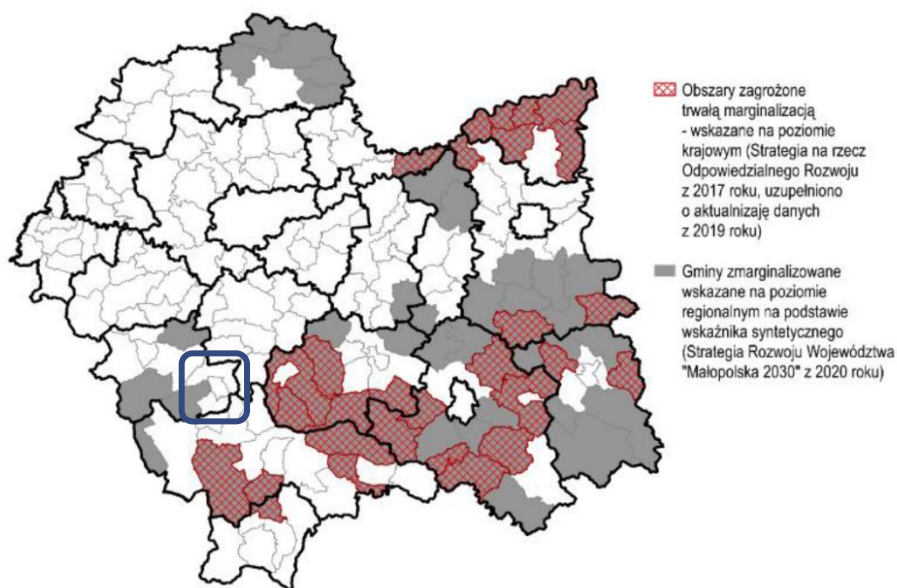 Obszary zagrożone
trwałą marginalizacją
- wskazane na poziomie
krajowym (Strategia na rzecz
Odpowiedzialnego Rozwoju
z 2017 roku, uzupełniono
o aktualnizaję danych
z 2019 roku)
Gminy zmarginalizowane
wskazane na poziomie
regionalnym na podstawie
wskaźnika syntetycznego
(Strategia Rozwoju Województwa
"Małopolska 2030" z 2020 roku)